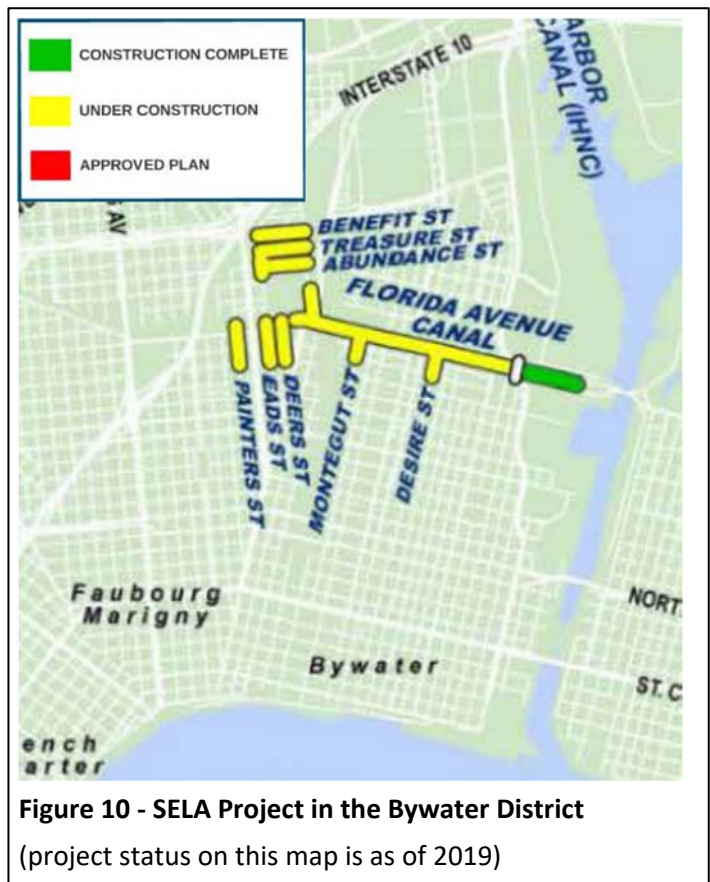 CONSTRUCTION COMPLETE
UNDER CONSTRUCTION
APPROVED PLAN
INTERSTATE 10
ARBOR
CANAL (IHNC)
AV
BENEFIT ST
TREASURE ST
ABUNDANCE ST
FLORIDA AVENUE
CANAL
PAINTERS ST
EADS ST
DEERS ST
MONTEGUT ST
DESIRE ST
Faubourg
Marigny
NORT
Bywater
ST. C
ench
arter
Figure 10 - SELA Project in the Bywater District
(project status on this map is as of 2019)